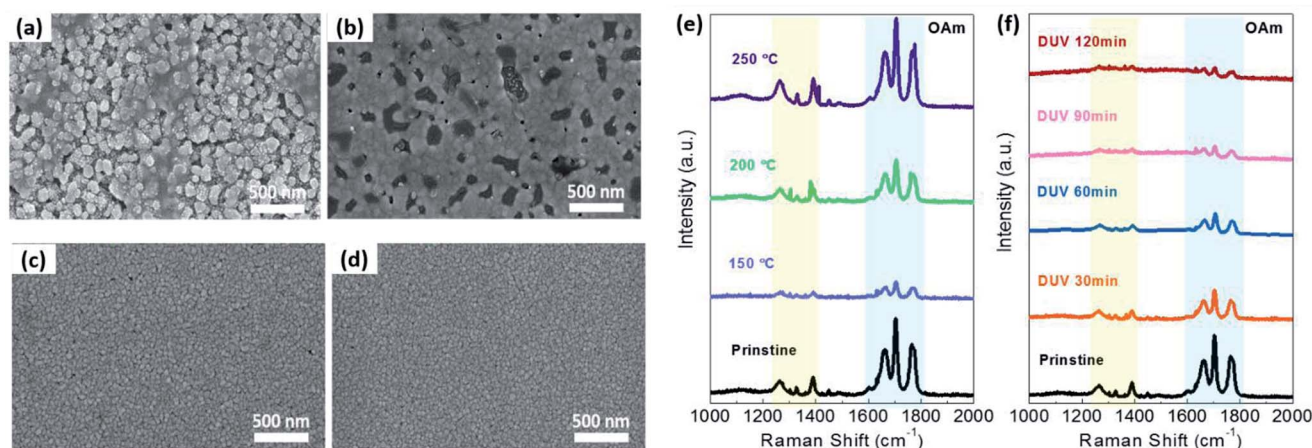 (a)
500 nm
(b)
500 nm
(c)
500 nm
(d)
500 nm
(e)
OAm
250 °C
200 °C
150 °C
Prinstine
Intensity (a.u.)
1000 1200 1400 1600 1800 2000
Raman Shift (cm⁻¹)
(f)
OAm
DUV 120min
DUV 90min
DUV 60min
DUV 30min
Prinstine
Intensity (a.u.)
1000 1200 1400 1600 1800 2000
Raman Shift (cm⁻¹)